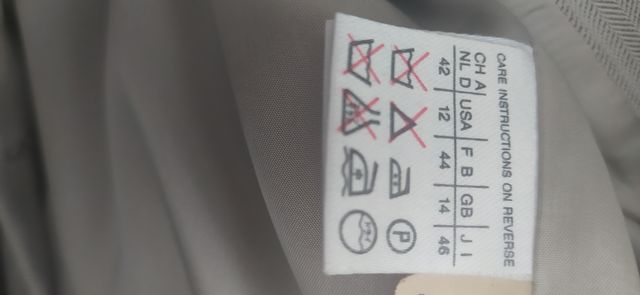 CARE INSTRUCTIONS ON REVERSE
CH A
NL D USA F B GB J I
42 12 44 14 46
P